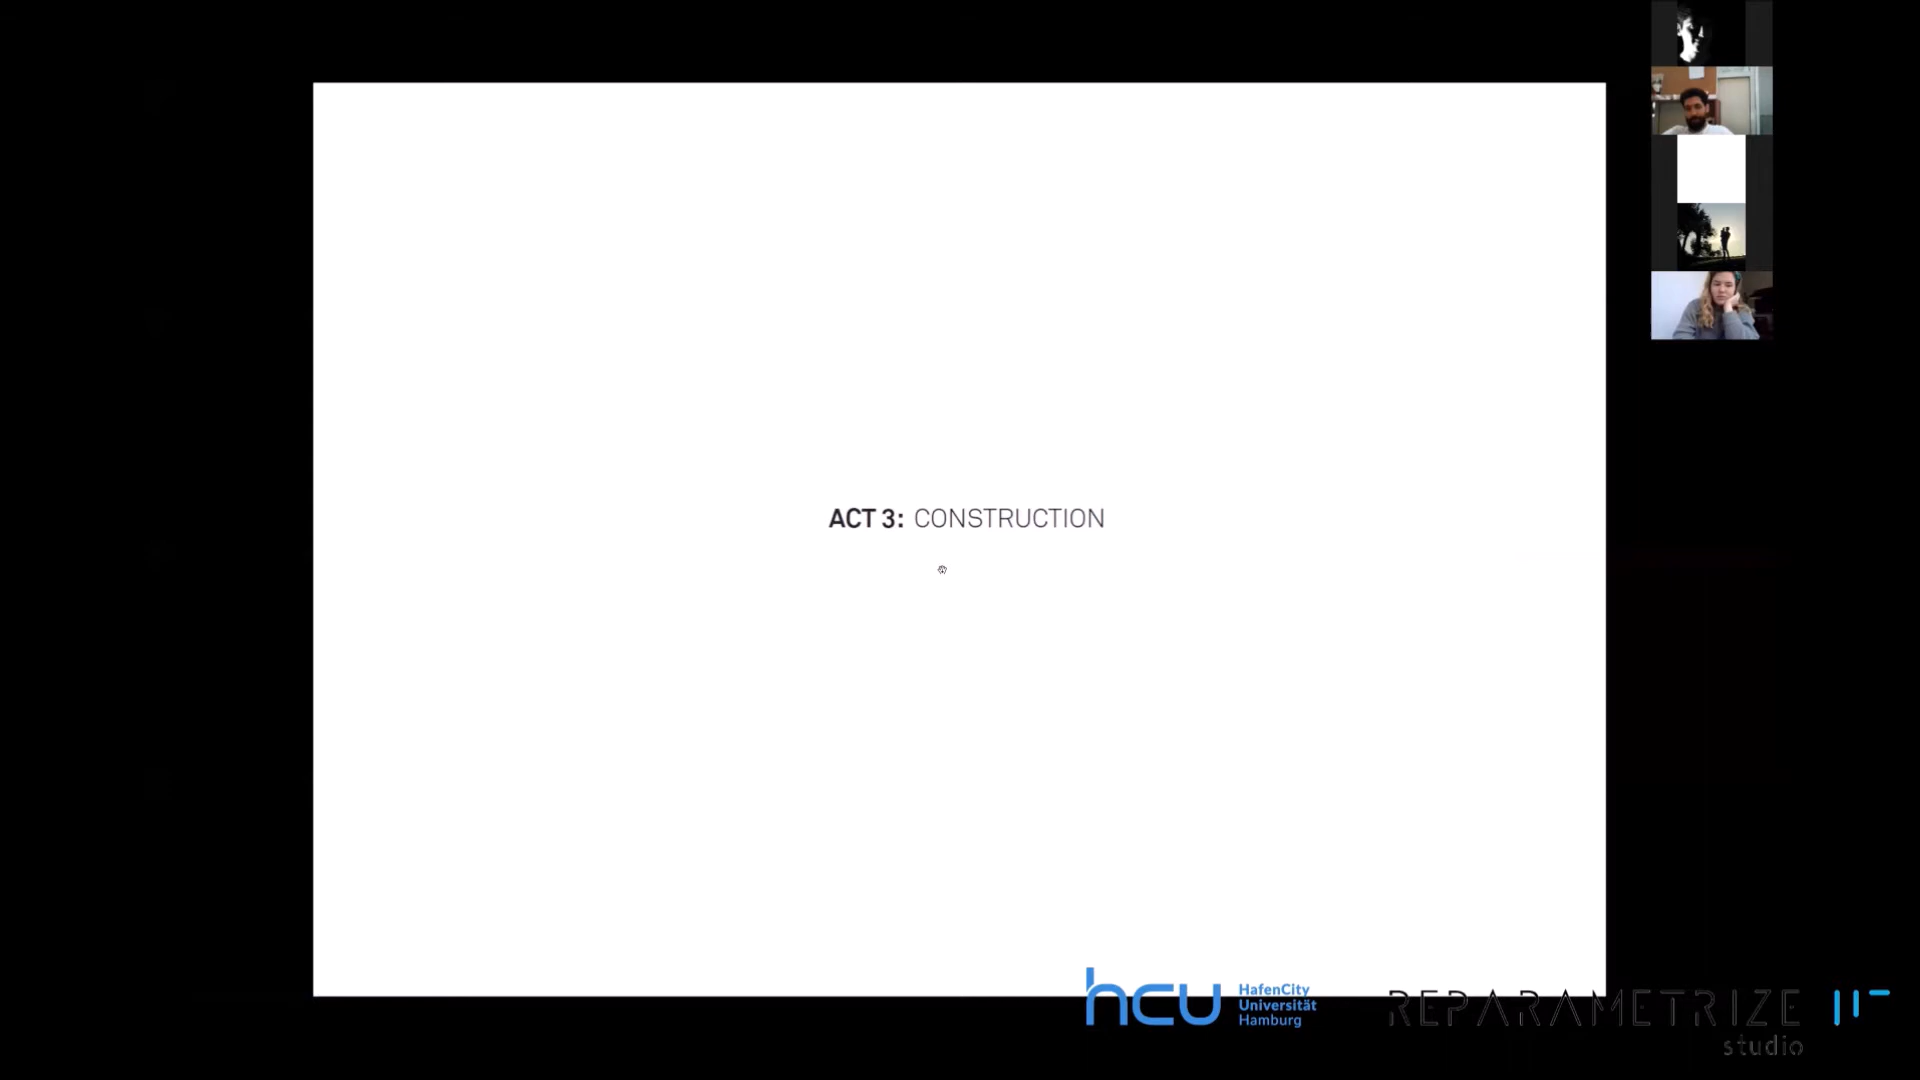 ACT 3: CONSTRUCTION
hcu
HafenCity
Universität
Hamburg
REPARAMETRIZE
studio